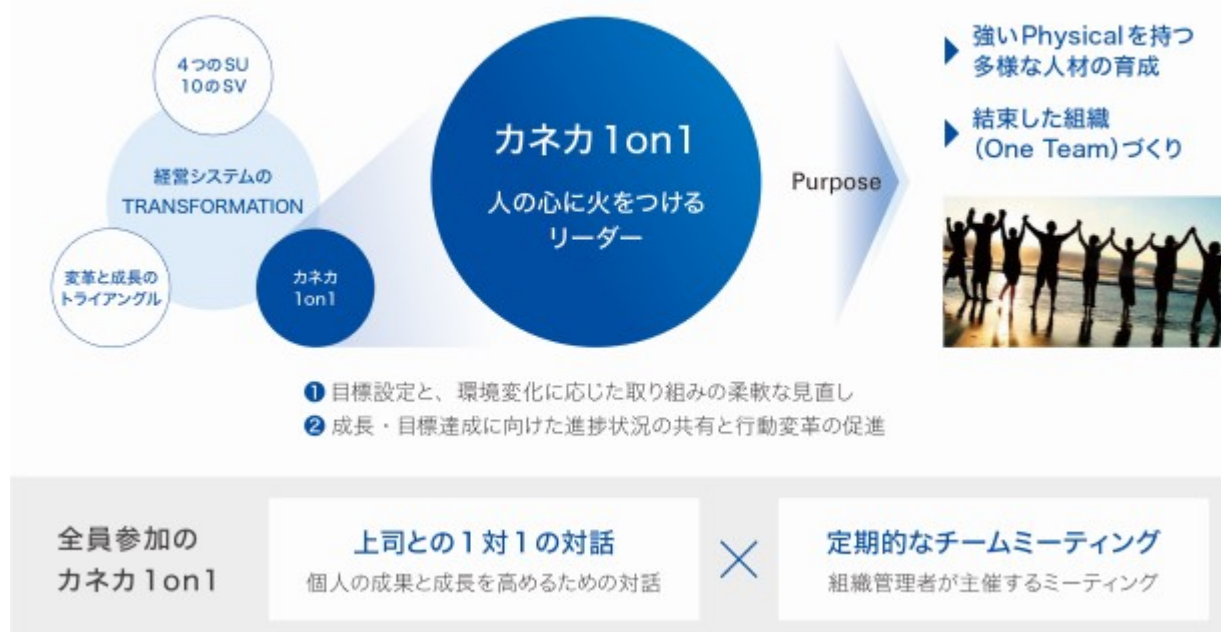 4つのSU
10のSV
経営システムの
TRANSFORMATION
変革と成長の
トライアングル
カネカ
1on1
カネカ1on1
人の心に火をつける
リーダー
Purpose
強いPhysicalを持つ
多様な人材の育成
結束した組織
(One Team)づくり
❶ 目標設定と、環境変化に応じた取り組みの柔軟な見直し
❷ 成長・目標達成に向けた進捗状況の共有と行動変革の促進
全員参加の
カネカ1on1
上司との1対1の対話
個人の成果と成長を高めるための対話
×
定期的なチームミーティング
組織管理者が主催するミーティング